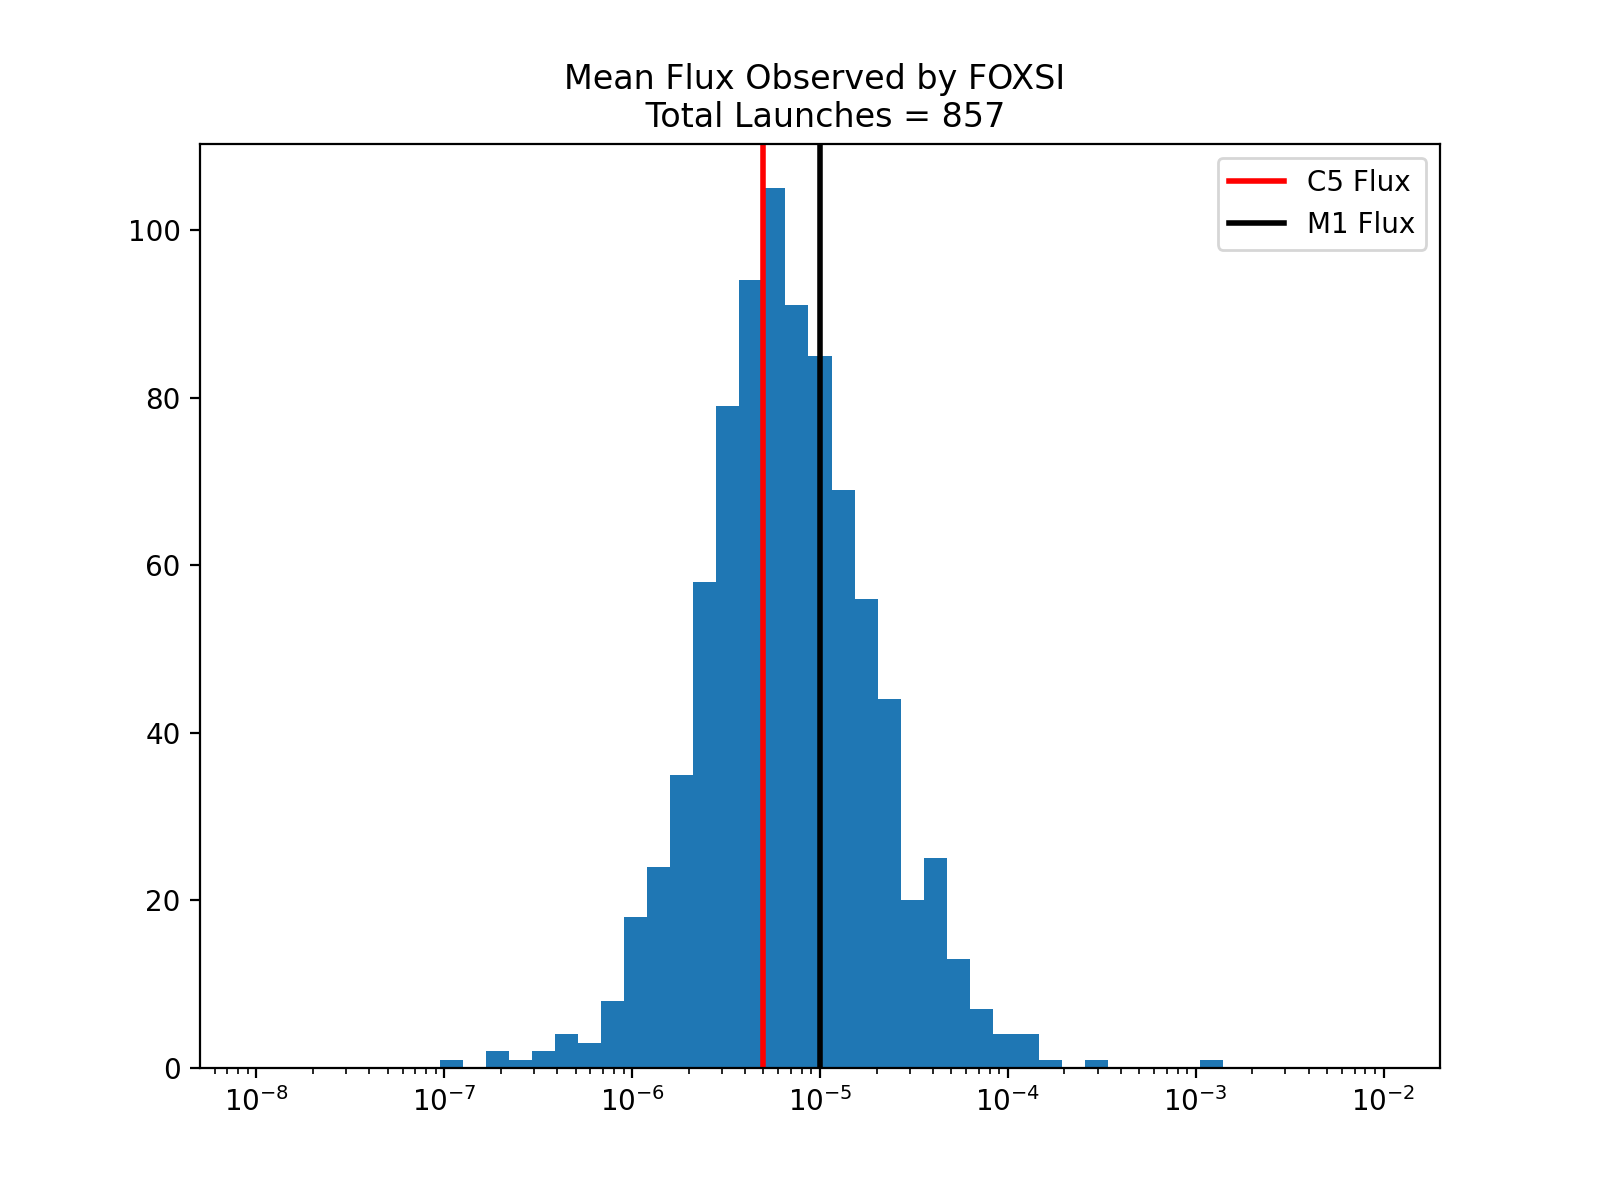 Mean Flux Observed by FOXSI
Total Launches = 857
C5 Flux
M1 Flux
100
80
60
40
20
0
10⁻⁸ 10⁻⁷ 10⁻⁶ 10⁻⁵ 10⁻⁴ 10⁻³ 10⁻²